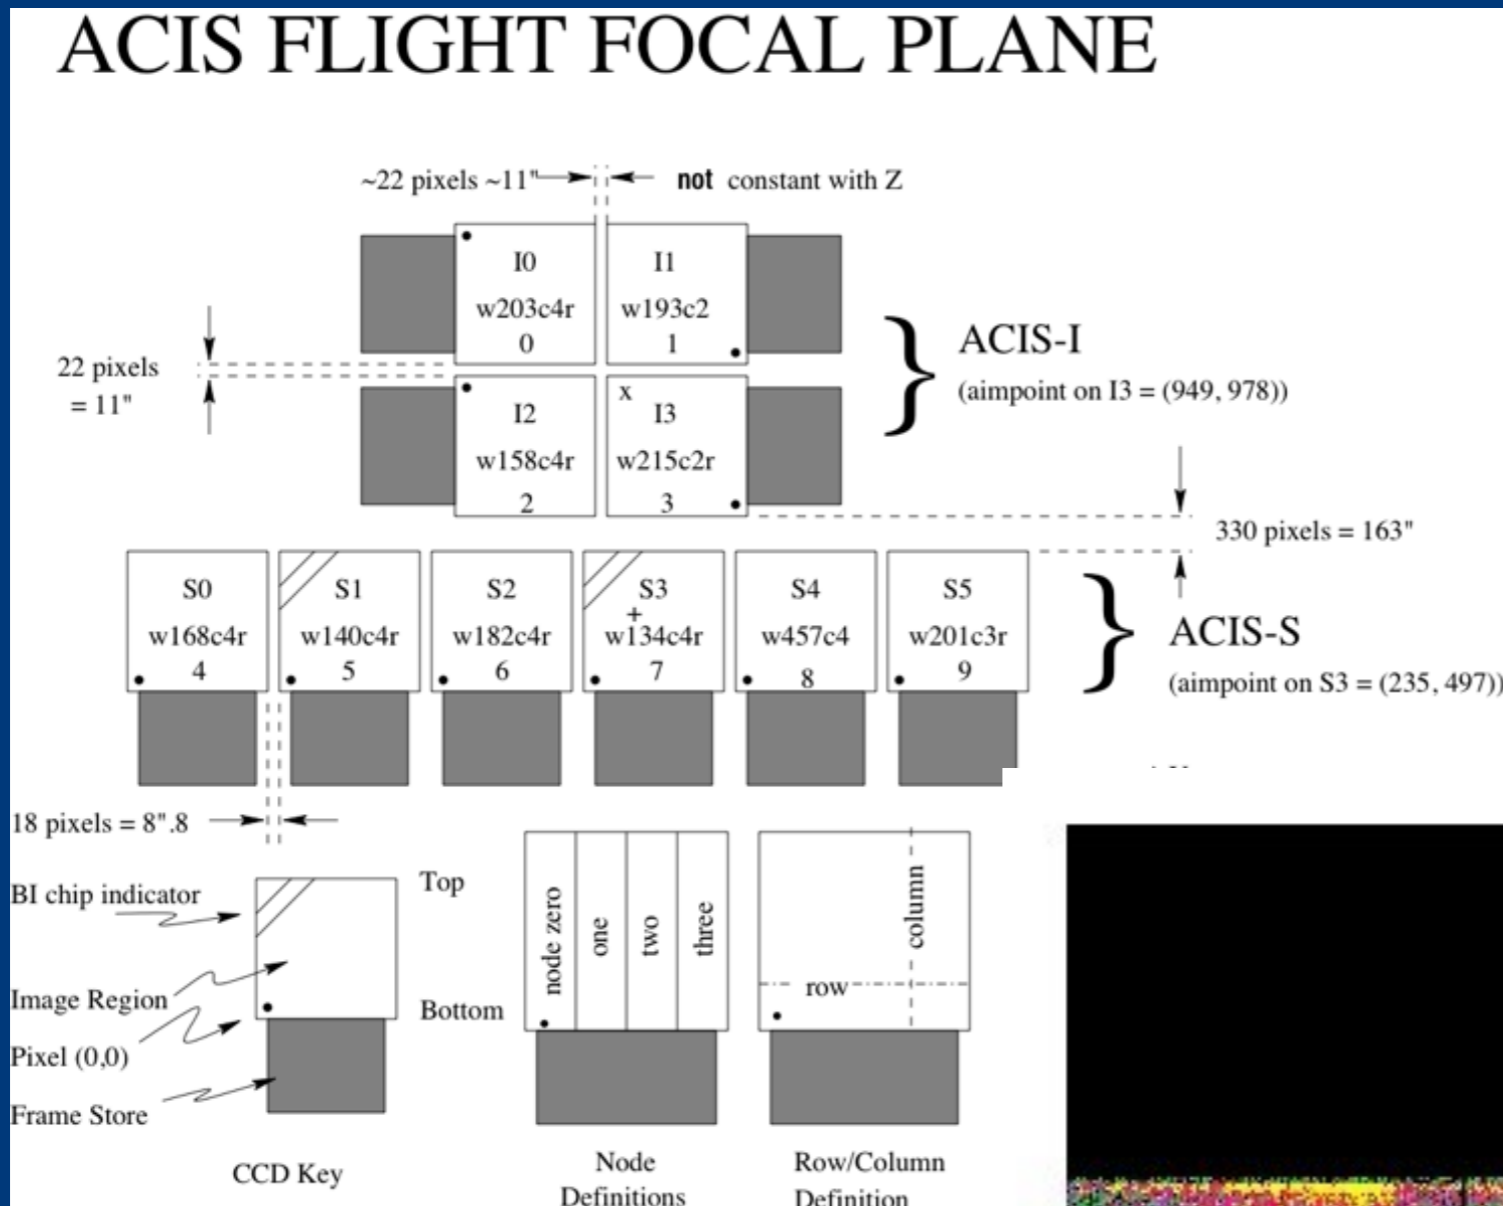 ACIS FLIGHT FOCAL PLANE
~22 pixels ~11"
not constant with Z
I0
w203c4r
0
I1
w193c2
1
22 pixels
= 11"
I2
w158c4r
2
x
I3
w215c2r
3
ACIS-I
(aimpoint on I3 = (949, 978))
330 pixels = 163"
S0
w168c4r
4
S1
w140c4r
5
S2
w182c4r
6
S3
+
w134c4r
7
S4
w457c4
8
S5
w201c3r
9
ACIS-S
(aimpoint on S3 = (235, 497))
18 pixels = 8".8
BI chip indicator
Image Region
Pixel (0,0)
Frame Store
Top
Bottom
CCD Key
node zero
one
two
three
Node
Definitions
column
row
Row/Column
Definition